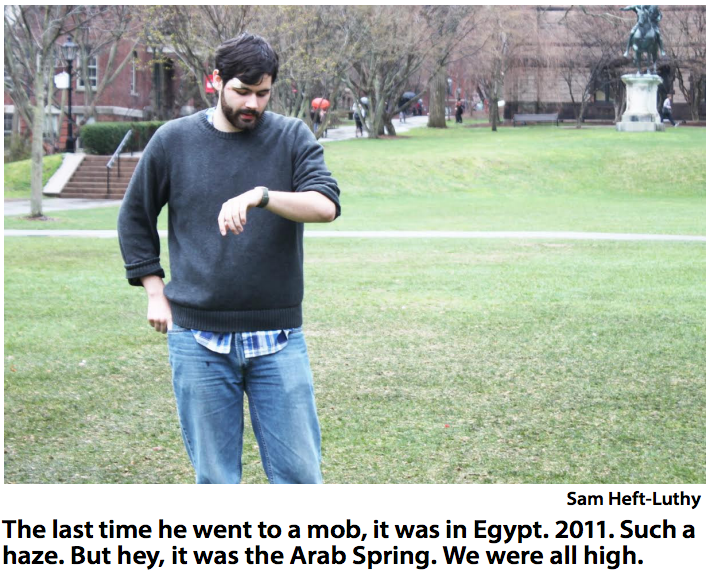 Sam Heft-Luthy
The last time he went to a mob, it was in Egypt. 2011. Such a
haze. But hey, it was the Arab Spring. We were all high.